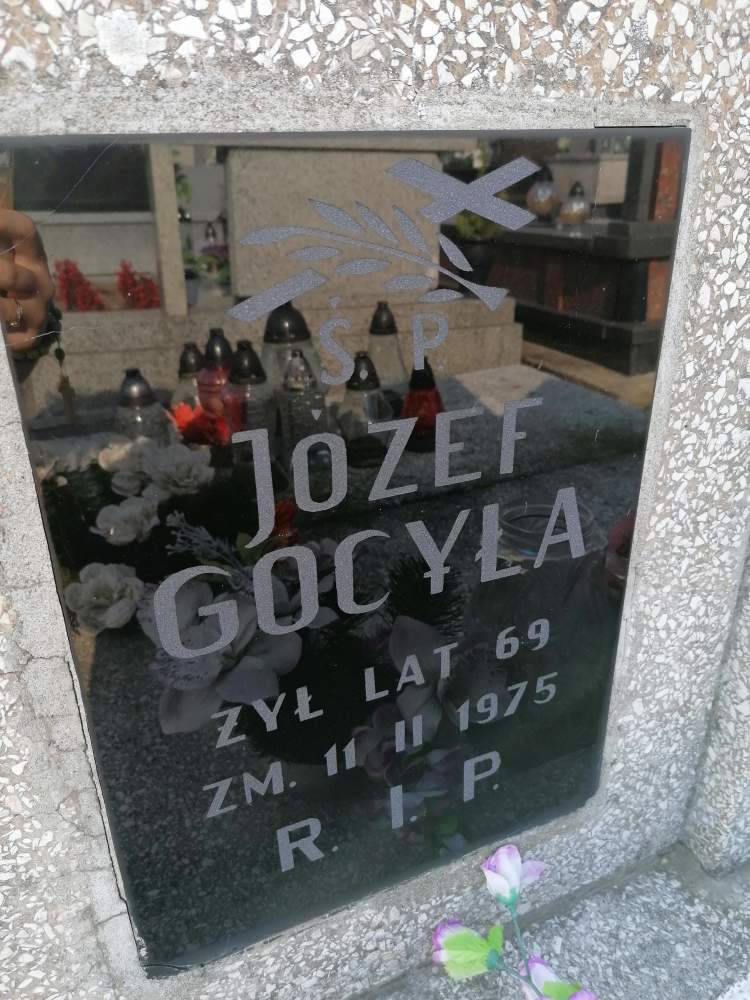 Ś. P
JÓZEF
GOCYŁA
ŻYŁ LAT 69
ZM. 11 II 1975
R. I. P.